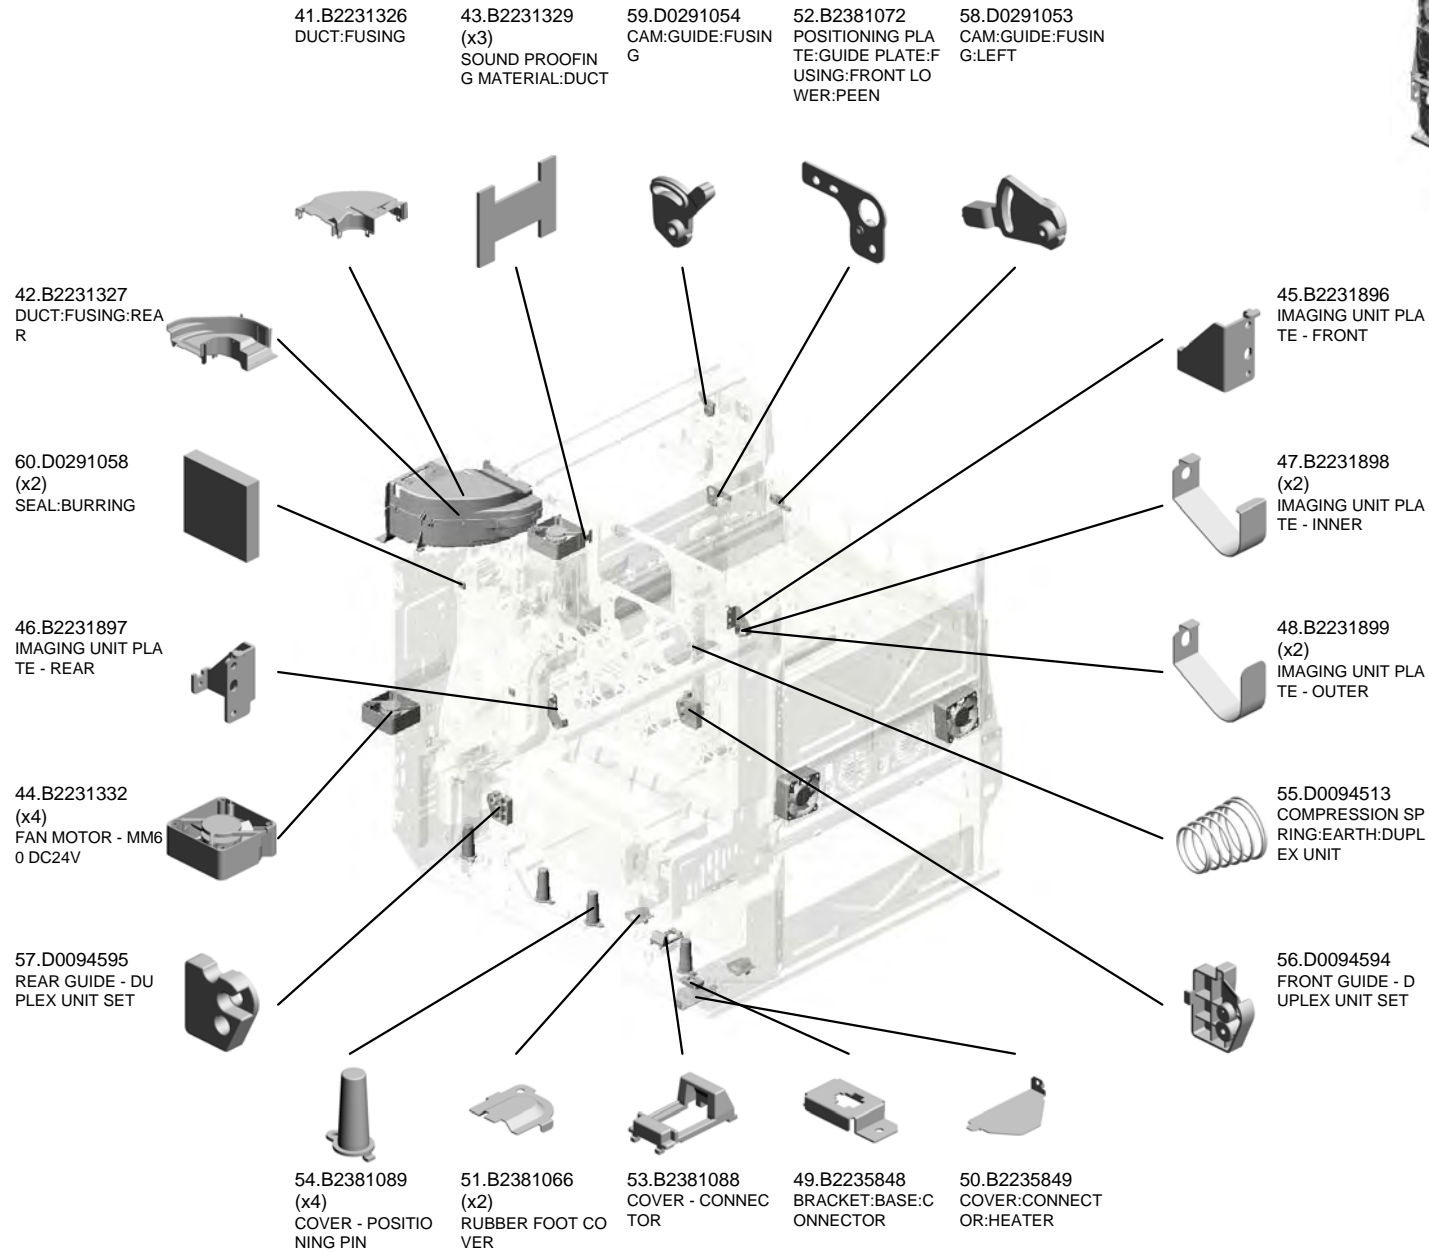 41.B2231326
DUCT:FUSING
43.B2231329
(x3)
SOUND PROOFIN
G MATERIAL:DUCT
59.D0291054
CAM:GUIDE:FUSIN
G
52.B2381072
POSITIONING PLA
TE:GUIDE PLATE:F
USING:FRONT LO
WER:PEEN
58.D0291053
CAM:GUIDE:FUSIN
G:LEFT
42.B2231327
DUCT:FUSING:REA
R
45.B2231896
IMAGING UNIT PLA
TE - FRONT
60.D0291058
(x2)
SEAL:BURRING
47.B2231898
(x2)
IMAGING UNIT PLA
TE - INNER
46.B2231897
IMAGING UNIT PLA
TE - REAR
48.B2231899
(x2)
IMAGING UNIT PLA
TE - OUTER
44.B2231332
(x4)
FAN MOTOR - MM6
0 DC24V
55.D0094513
COMPRESSION SP
RING:EARTH:DUPL
EX UNIT
57.D0094595
REAR GUIDE - DU
PLEX UNIT SET
56.D0094594
FRONT GUIDE - D
UPLEX UNIT SET
54.B2381089
(x4)
COVER - POSITIO
NING PIN
51.B2381066
(x2)
RUBBER FOOT CO
VER
53.B2381088
COVER - CONNEC
TOR
49.B2235848
BRACKET:BASE:C
ONNECTOR
50.B2235849
COVER:CONNECT
OR:HEATER